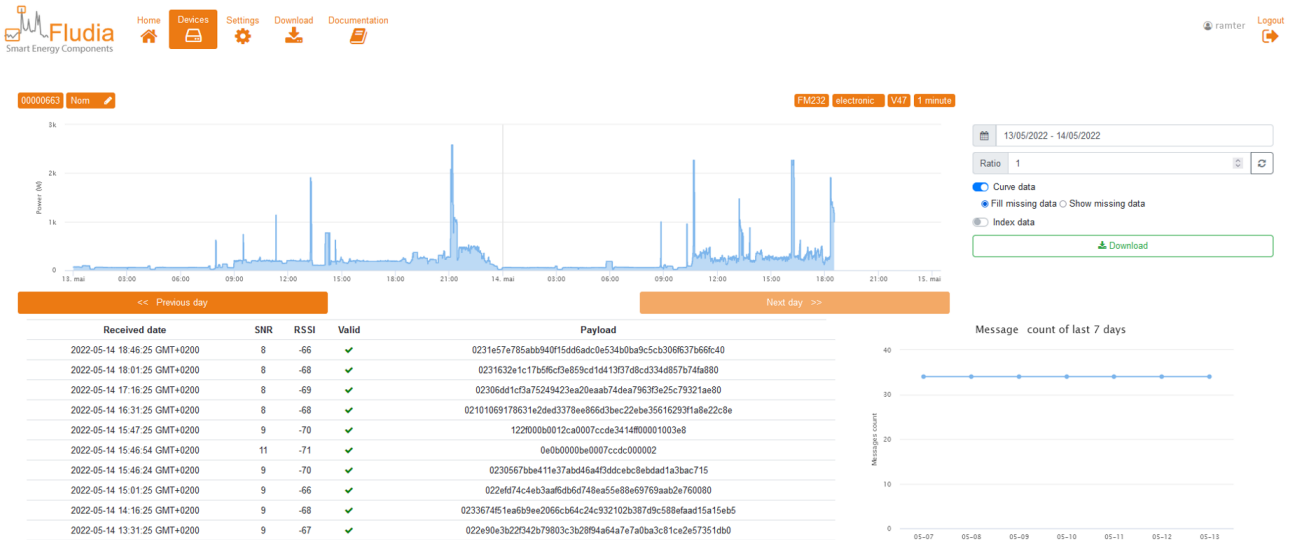 Fludia
Smart Energy Components
Home Devices Settings Download Documentation
ramter Logout
00000663 Nom
FM232 electronic V47 1 minute
3k
2k
1k
0
Power (W)
13. mai 03:00 06:00 09:00 12:00 15:00 18:00 21:00 14. mai 03:00 06:00 09:00 12:00 15:00 18:00 21:00 15. mai
13/05/2022 - 14/05/2022
Ratio 1
Curve data
Fill missing data Show missing data
Index data
Download
<< Previous day
Next day >>
Received date SNR RSSI Valid Payload
2022-05-14 18:46:25 GMT+0200 8 -66 0231e57e785abb940f15dd6adc0e534b0ba9c5cb306f637b66fc40
2022-05-14 18:01:25 GMT+0200 8 -68 0231632e1c17b5f6cf3e859cd1d413f37d8cd334d857b74fa880
2022-05-14 17:16:25 GMT+0200 8 -69 02306dd1cf3a75249423ea20eaab74dea7963f3e25c79321ae80
2022-05-14 16:31:25 GMT+0200 8 -68 02101069178631e2ded3378ee866d3bec22ebe35616293f1a8e22c8e
2022-05-14 15:47:25 GMT+0200 9 -70 122f000b0012ca0007ccde3414ff00001003e8
2022-05-14 15:46:54 GMT+0200 11 -71 0e0b0000be0007ccdc000002
2022-05-14 15:46:24 GMT+0200 9 -70 0230567bbe411e37abd46a4f3ddcebc8ebdad1a3bac715
2022-05-14 15:01:25 GMT+0200 9 -66 022efd74c4eb3aaf6db6d748ea55e88e69769aab2e760080
2022-05-14 14:16:25 GMT+0200 9 -68 0233674f51ea6b9ee2066cb64c24c932102b387d9c588efaad15a15eb5
2022-05-14 13:31:25 GMT+0200 9 -67 022e90e3b22f342b79803c3b28f94a64a7e7a0ba3c81ce2e57351db0
Message count of last 7 days
40
30
20
10
0
Messages count
05-07 05-08 05-09 05-10 05-11 05-12 05-13